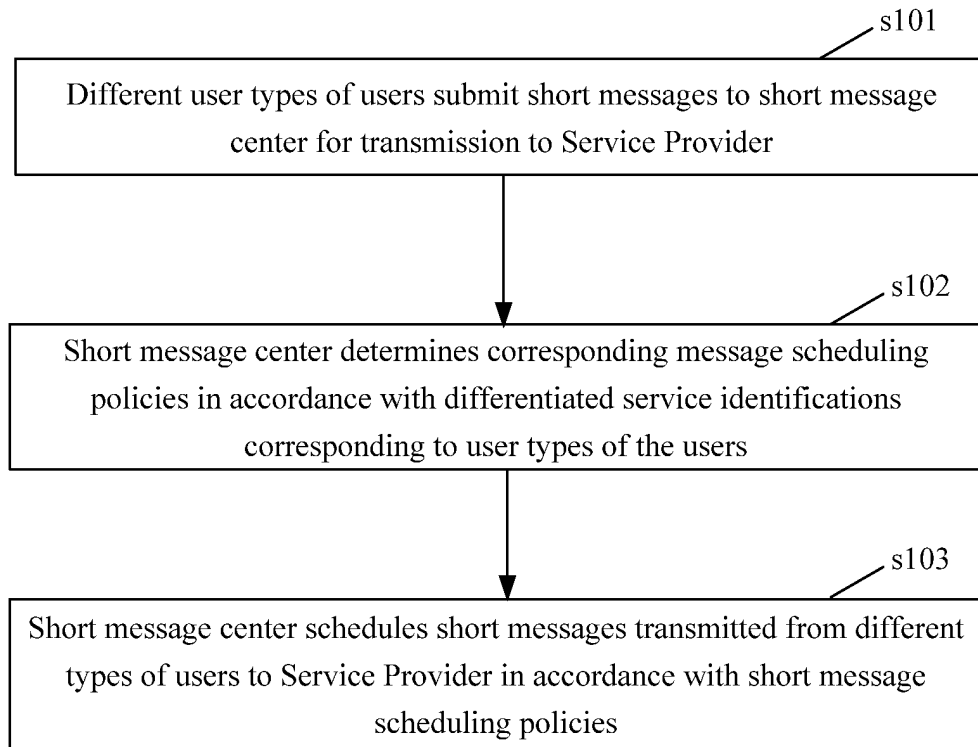 s101
Different user types of users submit short messages to short message
center for transmission to Service Provider
s102
Short message center determines corresponding message scheduling
policies in accordance with differentiated service identifications
corresponding to user types of the users
s103
Short message center schedules short messages transmitted from different
types of users to Service Provider in accordance with short message
scheduling policies